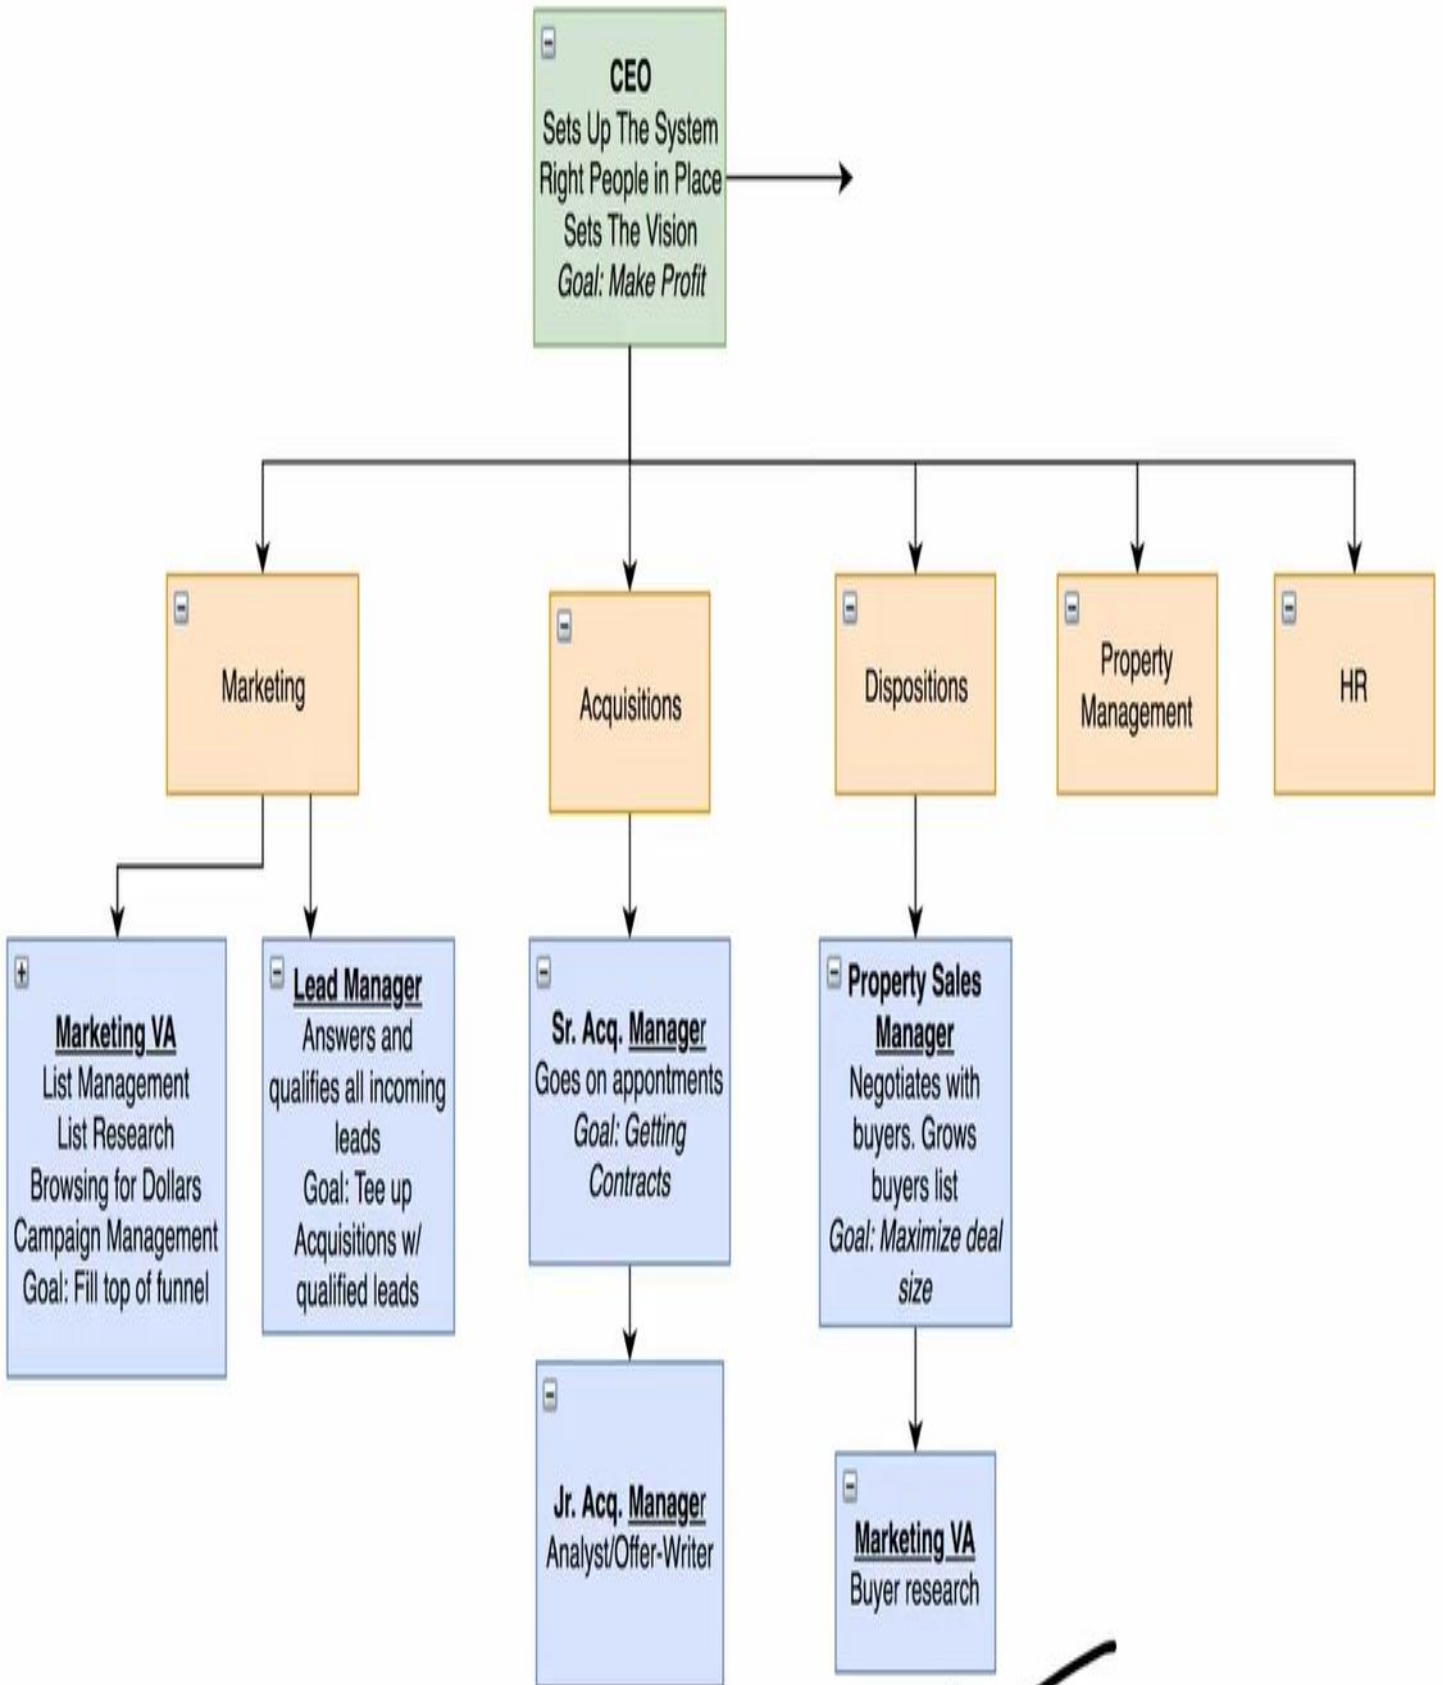 CEO
Sets Up The System
Right People in Place
Sets The Vision
Goal: Make Profit
Marketing
Acquisitions
Dispositions
Property
Management
HR
Marketing VA
List Management
List Research
Browsing for Dollars
Campaign Management
Goal: Fill top of funnel
Lead Manager
Answers and
qualifies all incoming
leads
Goal: Tee up
Acquisitions w/
qualified leads
Sr. Acq. Manager
Goes on appontments
Goal: Getting
Contracts
Property Sales
Manager
Negotiates with
buyers. Grows
buyers list
Goal: Maximize deal
size
Jr. Acq. Manager
Analyst/Offer-Writer
Marketing VA
Buyer research